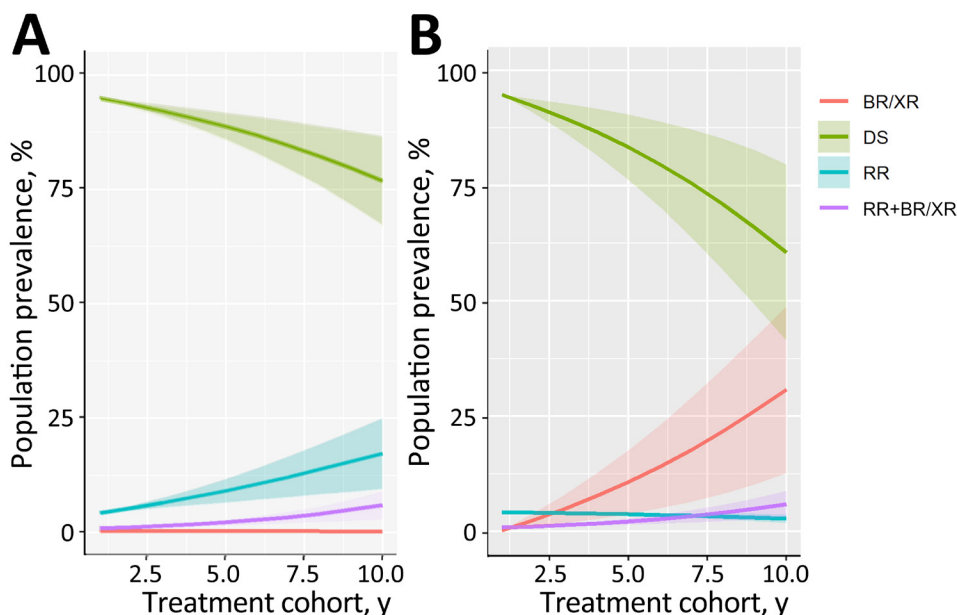 A
Population prevalence, %
100
75
50
25
0
2.5 5.0 7.5 10.0
Treatment cohort, y
B
Population prevalence, %
100
75
50
25
0
2.5 5.0 7.5 10.0
Treatment cohort, y
BR/XR
DS
RR
RR+BR/XR